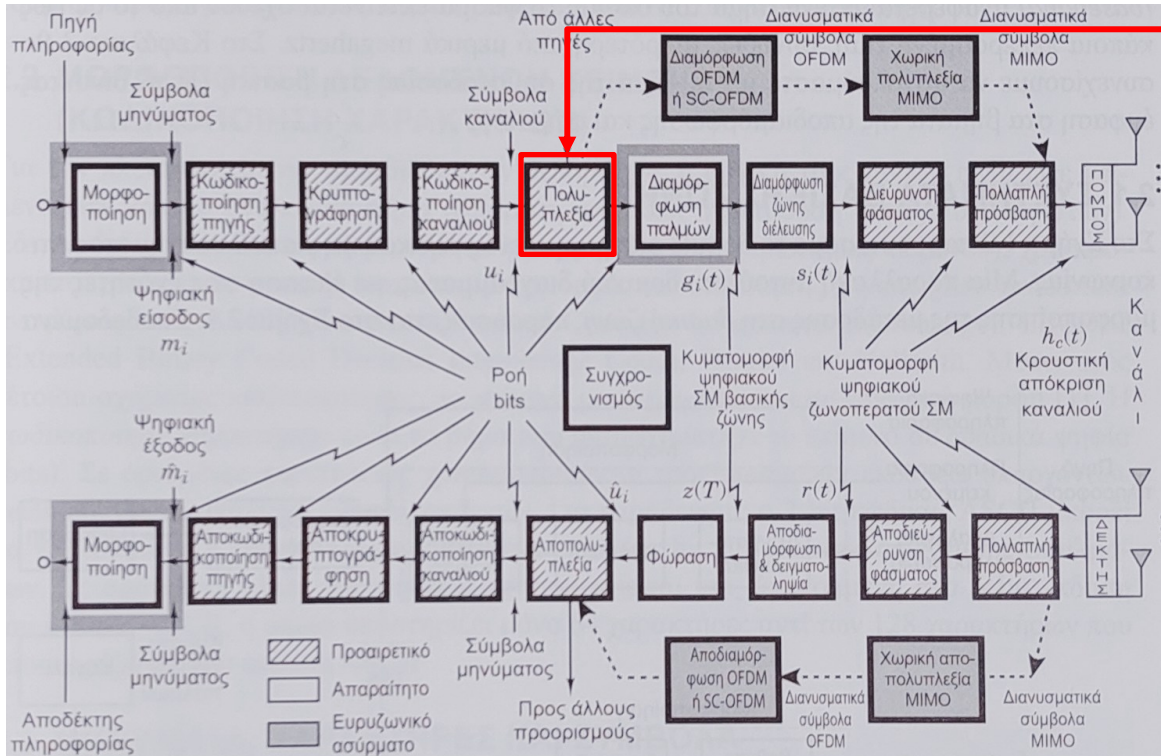 Πηγή
πληροφορίας
Σύμβολα
μηνύματος
Σύμβολα
καναλιού
Από άλλες
πηγές
Διαμόρφωση
OFDM
ή SC-OFDM
Διανυσματικά
σύμβολα
OFDM
Χωρική
πολυπλεξία
MIMO
Διανυσματικά
σύμβολα
MIMO
Μορφο-
ποίηση
Κωδικο-
ποίηση
πηγής
Κρυπτο-
γράφηση
Κωδικο-
ποίηση
καναλιού
Πολυ-
πλεξία
Διαμόρ-
φωση
παλμών
Διαμόρφωση
ζώνης
διέλευσης
Διεύρυνση
φάσματος
Πολλαπλή
πρόσβαση
ΠΟΜΠΟΣ
Ψηφιακή
είσοδος
m_i
u_i
g_i(t)
s_i(t)
Ροή
bits
Συγχρο-
νισμός
Κυματομορφή
ψηφιακού
ΣΜ βασικής
ζώνης
Κυματομορφή
ψηφιακού
ζωνοπερατού ΣΜ
h_c(t)
Κρουστική
απόκριση
καναλιού
Κανάλι
Ψηφιακή
έξοδος
m̂_i
û_i
z(T)
r(t)
Μορφο-
ποίηση
Αποκωδι-
κοποίηση
πηγής
Αποκρυ-
πτογρά-
φηση
Αποκωδι-
κοποίηση
καναλιού
Αποπολυ-
πλεξία
Φώραση
Αποδια-
μόρφωση
& δειγματο-
ληψία
Αποδιεύ-
ρυνση
φάσματος
Πολλαπλή
πρόσβαση
ΔΕΚΤΗΣ
Σύμβολα
μηνύματος
Προαιρετικό
Απαραίτητο
Ευρυζωνικό
ασύρματο
Σύμβολα
μηνύματος
Αποδέκτης
πληροφορίας
Προς άλλους
προορισμούς
Αποδιαμόρ-
φωση OFDM
ή SC-OFDM
Διανυσματικά
σύμβολα
OFDM
Χωρική απο-
πολυπλεξία
MIMO
Διανυσματικά
σύμβολα
MIMO